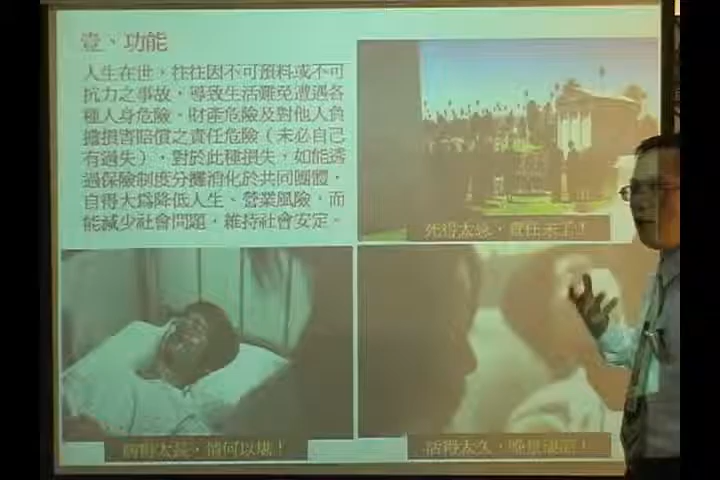 壹、功能
人生在世，往往因不可預料或不可
抗力之事故，導致生活難免遭遇各
種人身危險、財產危險及對他人負
擔損害賠償之責任危險（未必自己
有過失），對於此種損失，如能透
過保險制度分攤消化於共同團體，
自得大為降低人生、營業風險，而
能減少社會問題，維持社會安定。
死得太早，責任未了！
病得太長，情何以堪！
活得太久，晚景淒涼！